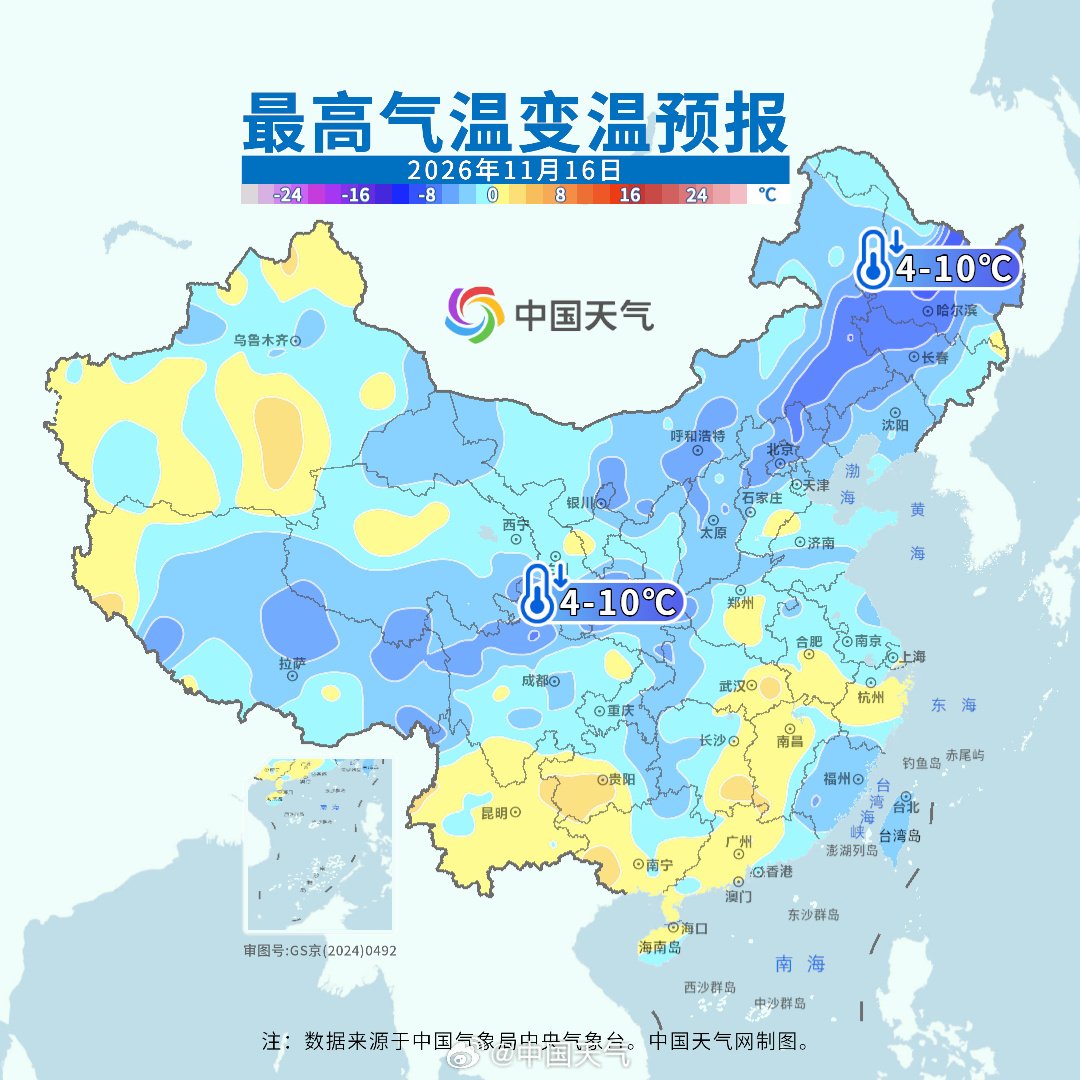 最高气温变温预报
2026年11月16日
-24 -16 -8 0 8 16 24 ℃
中国天气
4-10℃
哈尔滨
长春
乌鲁木齐
沈阳
呼和浩特
北京
渤海
天津
银川
石家庄
黄海
西宁
太原
济南
4-10℃
郑州
合肥
南京
拉萨
上海
成都
武汉
杭州
东海
重庆
长沙
南昌
钓鱼岛
赤尾屿
贵阳
福州
台湾海峡
台北
昆明
台湾岛
广州
澎湖列岛
南宁
香港
澳门
东沙群岛
海口
海南岛
南海
审图号:GS京(2024)0492
西沙群岛
中沙群岛
注：数据来源于中国气象局中央气象台。中国天气网制图。
@中国天气